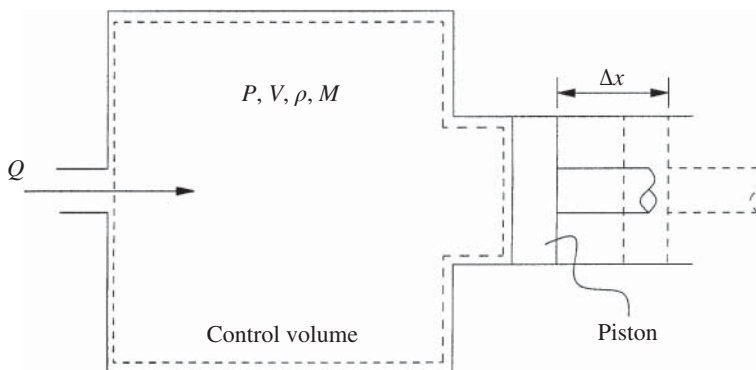 Δx
P, V, ρ, M
Q
Control volume
Piston